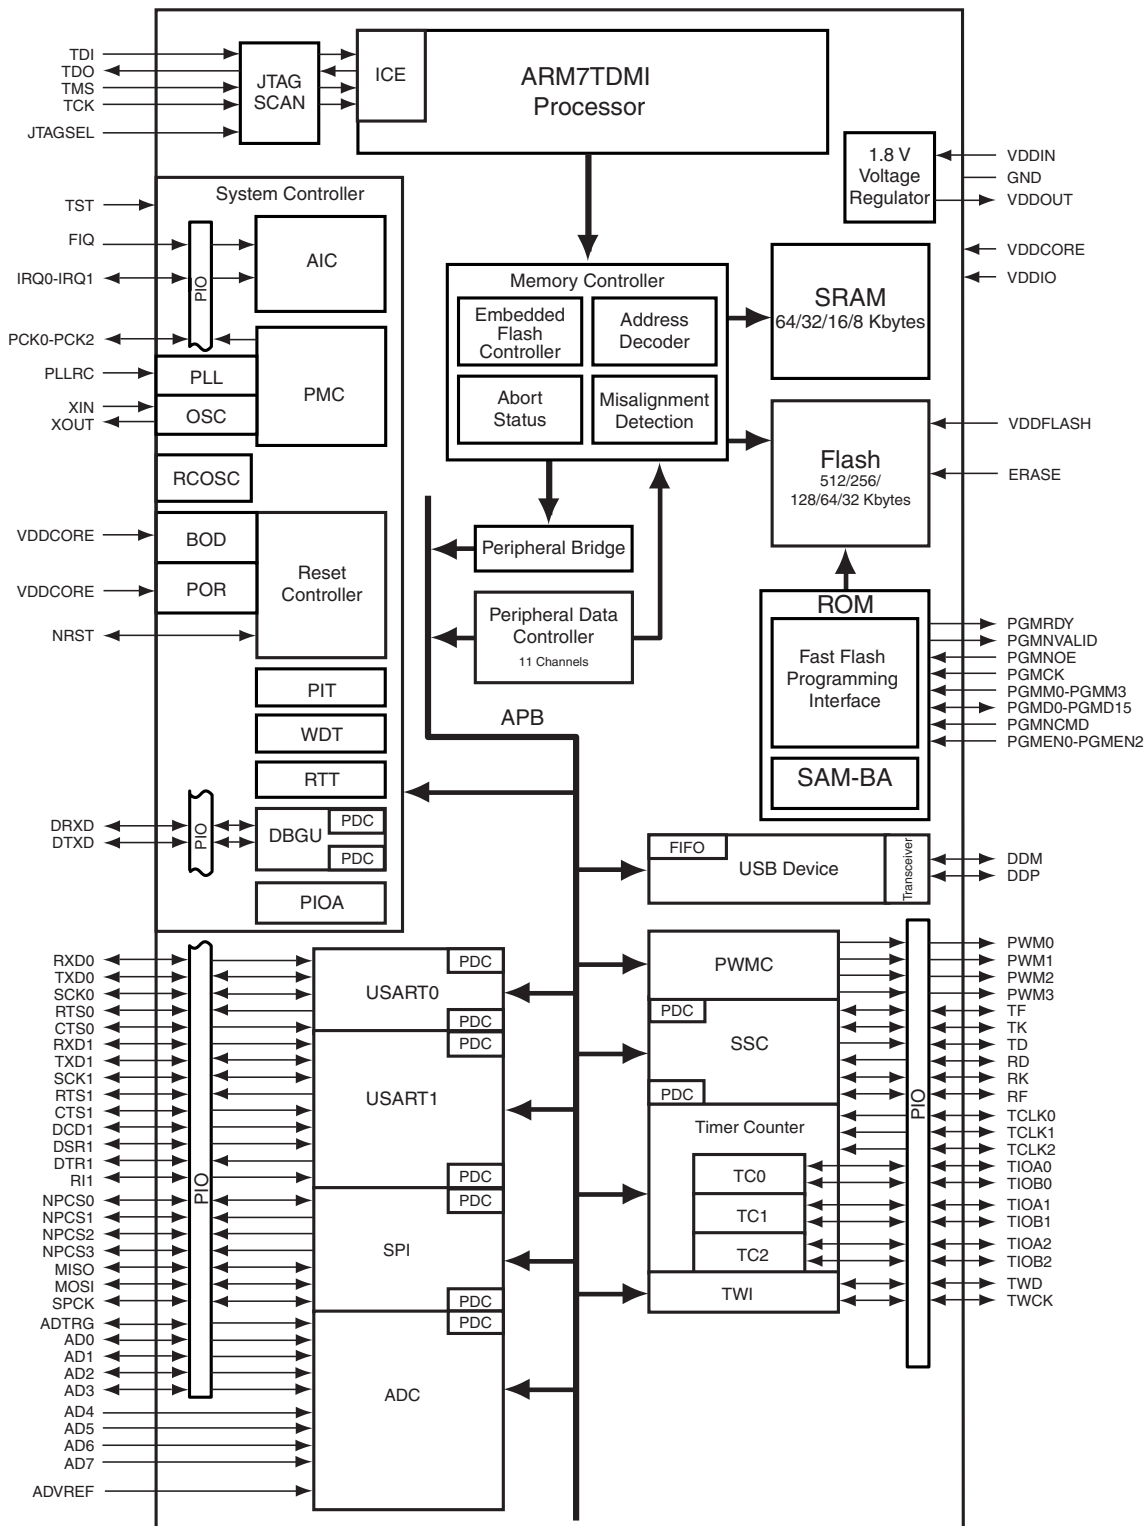 TDI
TDO
TMS
TCK
JTAGSEL
JTAG
SCAN
ICE
ARM7TDMI
Processor
1.8 V
Voltage
Regulator
VDDIN
GND
VDDOUT
VDDCORE
VDDIO
System Controller
TST
FIQ
IRQ0-IRQ1
PIO
AIC
PCK0-PCK2
PLLRC
XIN
XOUT
PLL
OSC
PMC
RCOSC
VDDCORE
BOD
VDDCORE
POR
NRST
Reset
Controller
PIT
WDT
RTT
DRXD
DTXD
PIO
DBGU
PDC
PDC
PIOA
Memory Controller
Embedded
Flash
Controller
Address
Decoder
Abort
Status
Misalignment
Detection
SRAM
64/32/16/8 Kbytes
Flash
512/256/
128/64/32 Kbytes
VDDFLASH
ERASE
Peripheral Bridge
Peripheral Data
Controller
11 Channels
APB
ROM
Fast Flash
Programming
Interface
SAM-BA
PGMRDY
PGMNVALID
PGMNOE
PGMCK
PGMM0-PGMM3
PGMD0-PGMD15
PGMNCMD
PGMEN0-PGMEN2
FIFO
USB Device
Transceiver
DDM
DDP
RXD0
TXD0
SCK0
RTS0
CTS0
RXD1
TXD1
SCK1
RTS1
CTS1
DCD1
DSR1
DTR1
RI1
NPCS0
NPCS1
NPCS2
NPCS3
MISO
MOSI
SPCK
ADTRG
AD0
AD1
AD2
AD3
AD4
AD5
AD6
AD7
ADVREF
PIO
PDC
USART0
PDC
PDC
USART1
PDC
PDC
SPI
PDC
PDC
ADC
PWMC
PDC
SSC
PDC
Timer Counter
TC0
TC1
TC2
TWI
PIO
PWM0
PWM1
PWM2
PWM3
TF
TK
TD
RD
RK
RF
TCLK0
TCLK1
TCLK2
TIOA0
TIOB0
TIOA1
TIOB1
TIOA2
TIOB2
TWD
TWCK